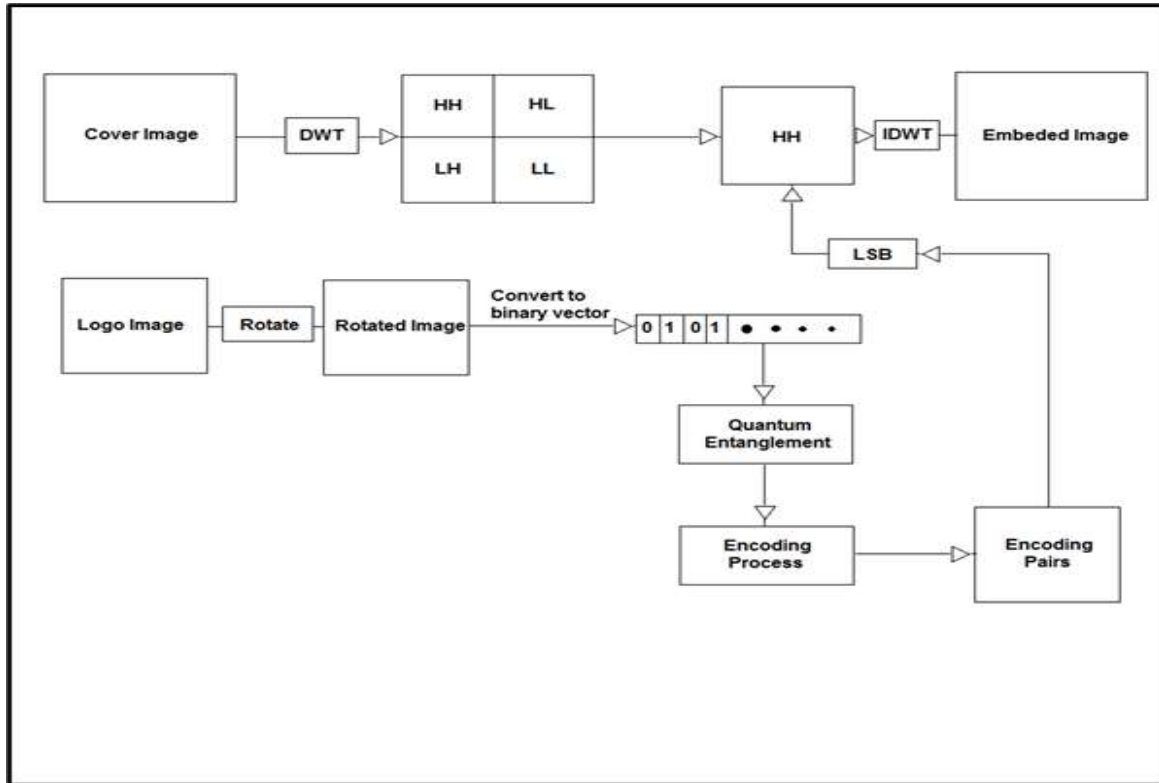 Cover Image
DWT
HH
HL
LH
LL
HH
IDWT
Embeded Image
LSB
Logo Image
Rotate
Rotated Image
Convert to
binary vector
0 1 0 1
Quantum
Entanglement
Encoding
Process
Encoding
Pairs